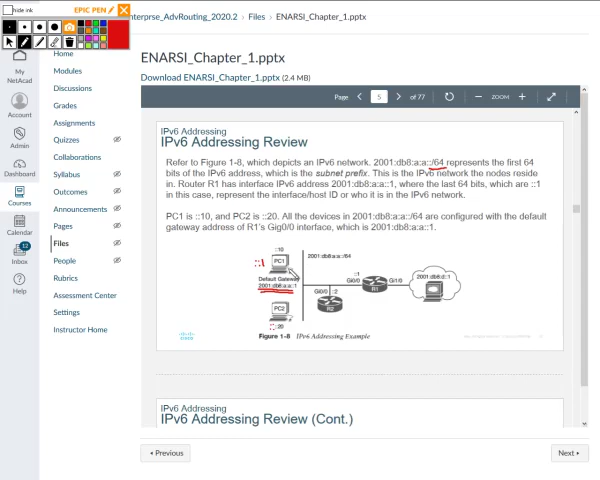 hide ink
EPIC PEN
nterprse_AdvRouting_2020.2 › Files › ENARSI_Chapter_1.pptx
My
NetAcad
Account
Admin
Dashboard
Courses
Calendar
12
Inbox
Help
Home
Modules
Discussions
Grades
Assignments
Quizzes
Collaborations
Syllabus
Outcomes
Announcements
Pages
Files
People
Rubrics
Assessment Center
Settings
Instructor Home
ENARSI_Chapter_1.pptx
Download ENARSI_Chapter_1.pptx (2.4 MB)
Page < 5 > of 77 ZOOM
IPv6 Addressing
IPv6 Addressing Review
Refer to Figure 1-8, which depicts an IPv6 network. 2001:db8:a:a::/64 represents the first 64
bits of the IPv6 address, which is the subnet prefix. This is the IPv6 network the nodes reside
in. Router R1 has interface IPv6 address 2001:db8:a:a::1, where the last 64 bits, which are ::1
in this case, represent the interface/host ID or who it is in the IPv6 network.
PC1 is ::10, and PC2 is ::20. All the devices in 2001:db8:a:a::/64 are configured with the default
gateway address of R1's Gig0/0 interface, which is 2001:db8:a:a::1.
::10
::1
PC1
2001:db8:a:a::/64
Default Gateway
2001:db8:a:a::1
::1
Gi0/0
R1
Gi1/0
2001:db8:d::1
Gi0/0
::2
R2
PC2
::20
cisco
Figure 1-8 IPv6 Addressing Example
IPv6 Addressing
IPv6 Addressing Review (Cont.)
Previous
Next